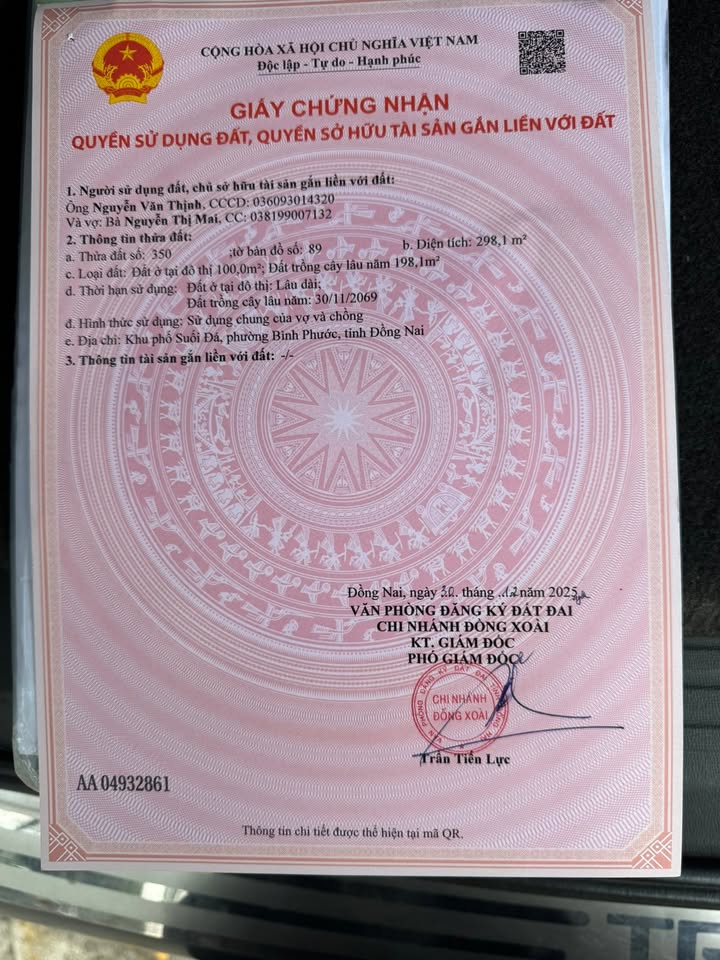 CỘNG HÒA XÃ HỘI CHỦ NGHĨA VIỆT NAM
Độc lập - Tự do - Hạnh phúc
GIẤY CHỨNG NHẬN
QUYỀN SỬ DỤNG ĐẤT, QUYỀN SỞ HỮU TÀI SẢN GẮN LIỀN VỚI ĐẤT
1. Người sử dụng đất, chủ sở hữu tài sản gắn liền với đất:
Ông Nguyễn Văn Thịnh, CCCD: 036093014320
Và vợ: Bà Nguyễn Thị Mai, CC: 038199007132
2. Thông tin thửa đất:
a. Thửa đất số: 350 ;tờ bản đồ số: 89 b. Diện tích: 298,1 m²
c. Loại đất: Đất ở tại đô thị 100,0m²; Đất trồng cây lâu năm 198,1m²
d. Thời hạn sử dụng: Đất ở tại đô thị: Lâu dài;
Đất trồng cây lâu năm: 30/11/2069
đ. Hình thức sử dụng: Sử dụng chung của vợ và chồng
e. Địa chỉ: Khu phố Suối Đá, phường Bình Phước, tỉnh Đồng Nai
3. Thông tin tài sản gắn liền với đất: -/-
Đồng Nai, ngày tháng 12 năm 2025
VĂN PHÒNG ĐĂNG KÝ ĐẤT ĐAI
CHI NHÁNH ĐỒNG XOÀI
KT. GIÁM ĐỐC
PHÓ GIÁM ĐỐC
CHI NHÁNH
ĐỒNG XOÀI
Trần Tiến Lực
AA 04932861
Thông tin chi tiết được thể hiện tại mã QR.